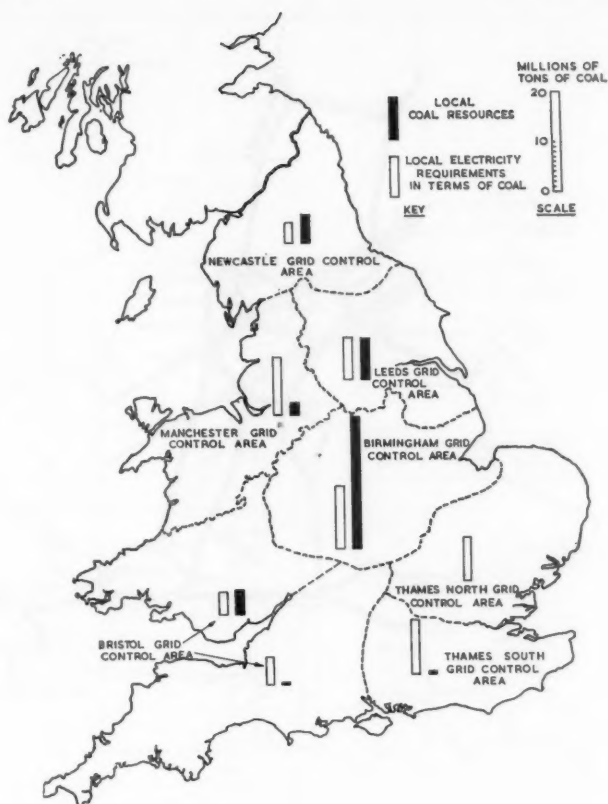 MILLIONS OF
TONS OF COAL
20
10
0
SCALE
LOCAL
COAL RESOURCES
LOCAL ELECTRICITY
REQUIREMENTS
IN TERMS OF COAL
KEY
NEWCASTLE GRID CONTROL
AREA
LEEDS GRID
CONTROL
AREA
MANCHESTER GRID
CONTROL AREA
BIRMINGHAM GRID
CONTROL AREA
THAMES NORTH GRID
CONTROL AREA
BRISTOL GRID
CONTROL AREA
THAMES SOUTH
GRID CONTROL
AREA